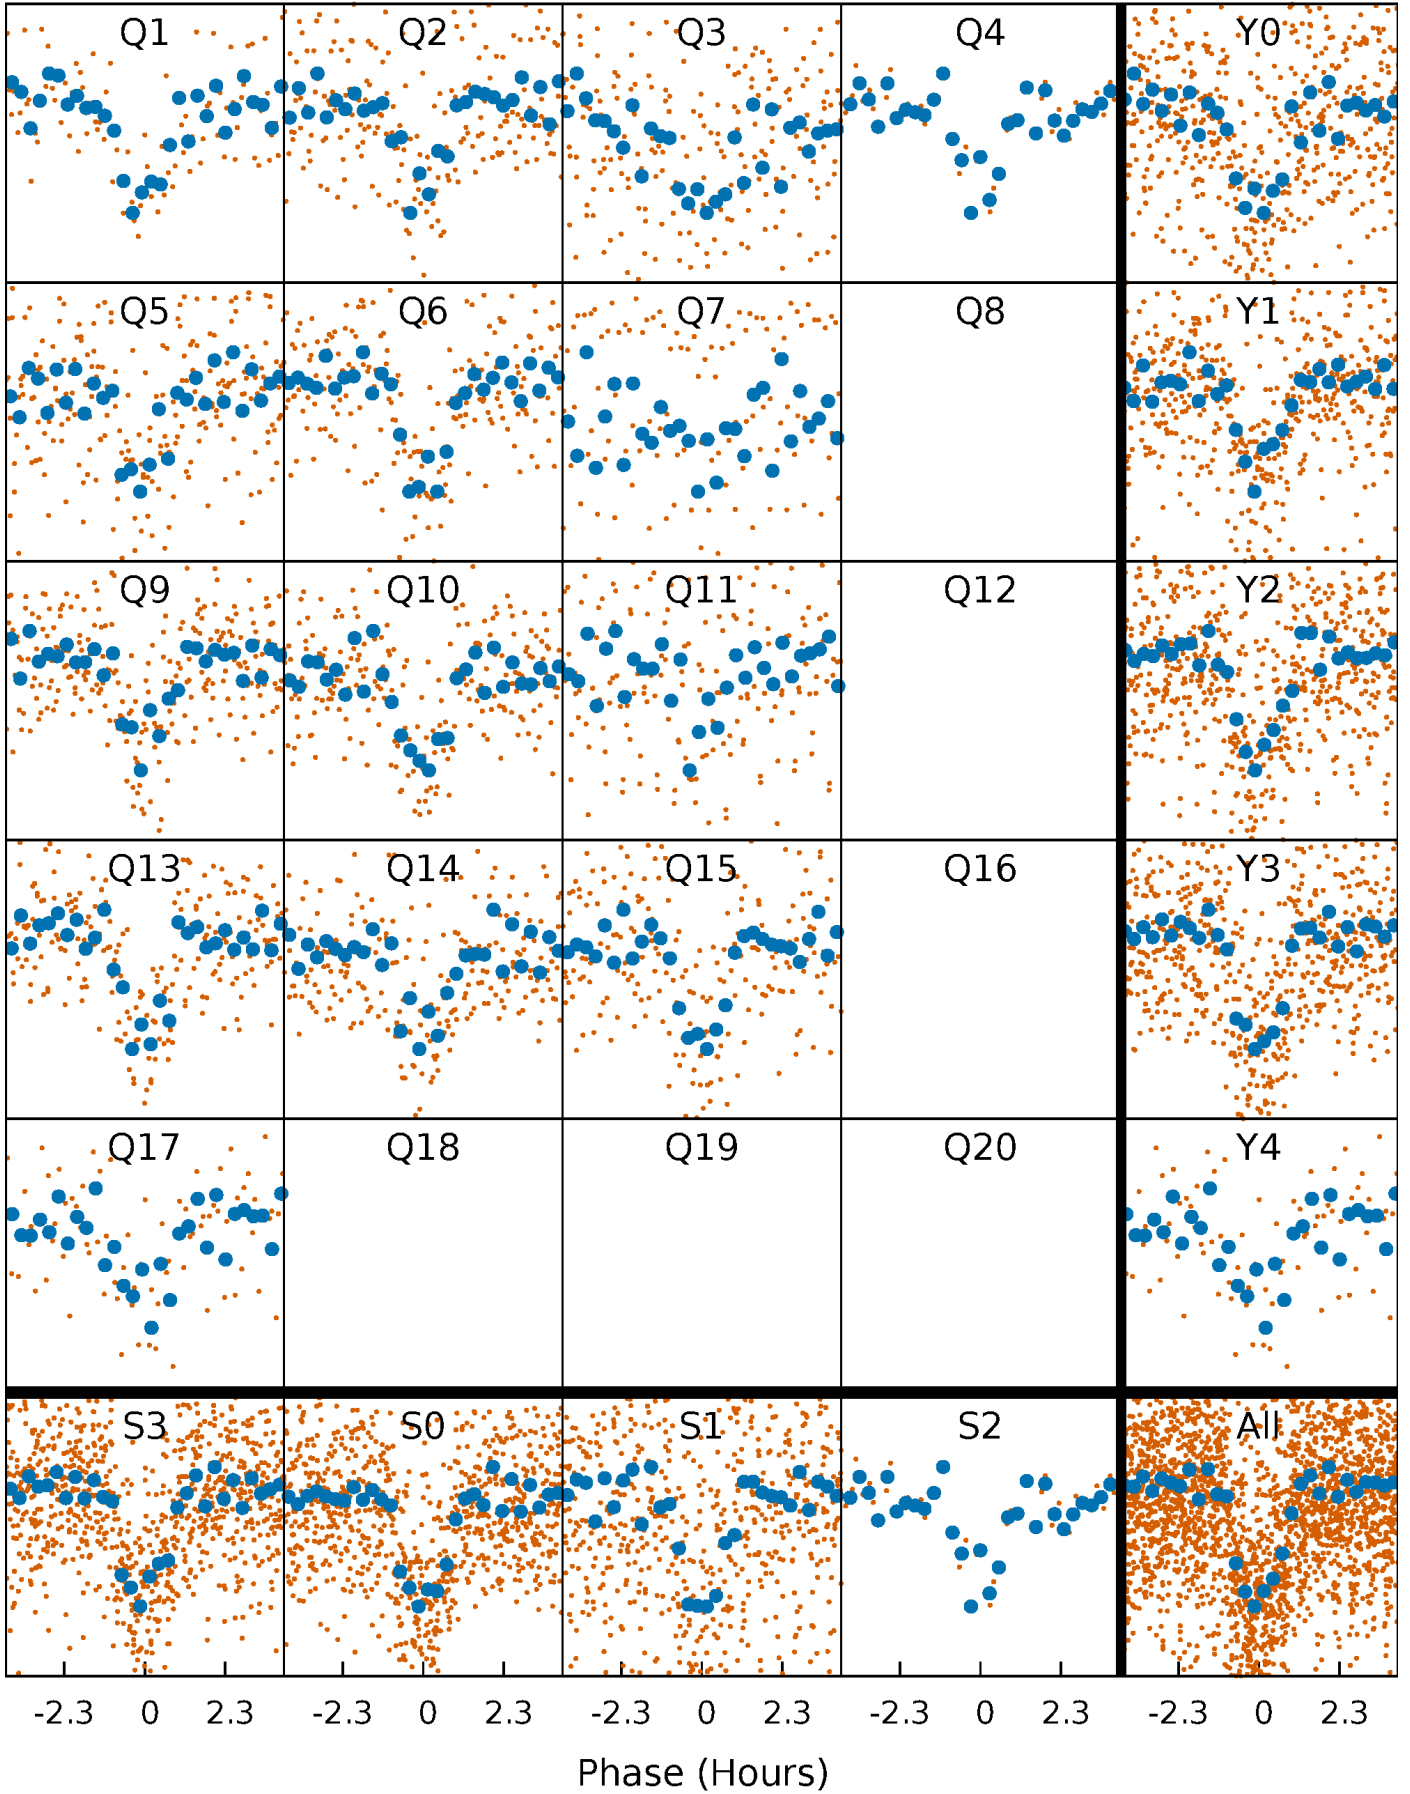 Q1 Q2 Q3 Q4 Y0
Q5 Q6 Q7 Q8 Y1
Q9 Q10 Q11 Q12 Y2
Q13 Q14 Q15 Q16 Y3
Q17 Q18 Q19 Q20 Y4
S3 S0 S1 S2 All
-2.3 0 2.3 -2.3 0 2.3 -2.3 0 2.3 -2.3 0 2.3 -2.3 0 2.3
Phase (Hours)